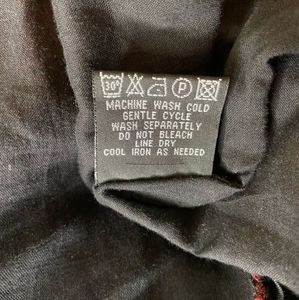 30° P
MACHINE WASH COLD
GENTLE CYCLE
WASH SEPARATELY
DO NOT BLEACH
LINE DRY
COOL IRON AS NEEDED